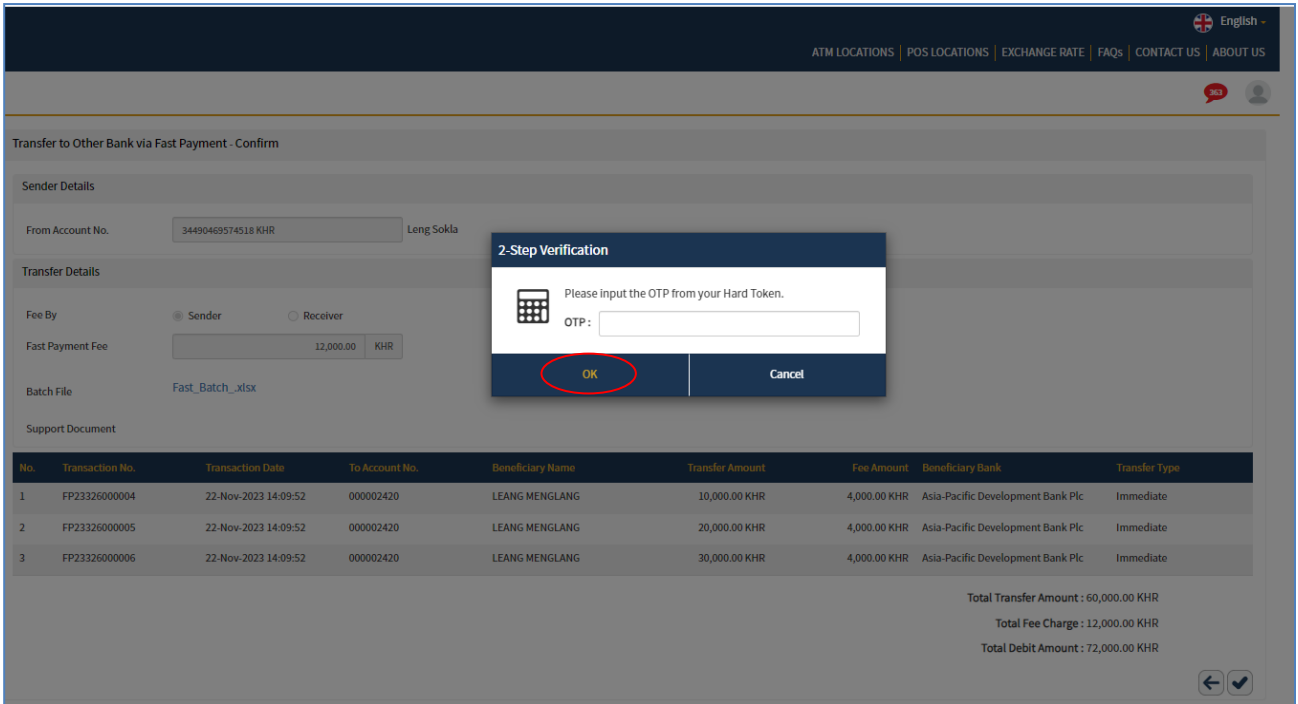 English
ATM LOCATIONS POS LOCATIONS EXCHANGE RATE FAQs CONTACT US ABOUT US
363
Transfer to Other Bank via Fast Payment - Confirm
Sender Details
From Account No. 34490469574518 KHR Leng Sokla
2-Step Verification
Please input the OTP from your Hard Token.
OTP :
OK Cancel
Transfer Details
Fee By Sender Receiver
Fast Payment Fee 12,000.00 KHR
Batch File Fast_Batch_.xlsx
Support Document
No. Transaction No. Transaction Date To Account No. Beneficiary Name Transfer Amount Fee Amount Beneficiary Bank Transfer Type
1 FP23326000004 22-Nov-2023 14:09:52 000002420 LEANG MENGLANG 10,000.00 KHR 4,000.00 KHR Asia-Pacific Development Bank Plc Immediate
2 FP23326000005 22-Nov-2023 14:09:52 000002420 LEANG MENGLANG 20,000.00 KHR 4,000.00 KHR Asia-Pacific Development Bank Plc Immediate
3 FP23326000006 22-Nov-2023 14:09:52 000002420 LEANG MENGLANG 30,000.00 KHR 4,000.00 KHR Asia-Pacific Development Bank Plc Immediate
Total Transfer Amount : 60,000.00 KHR
Total Fee Charge : 12,000.00 KHR
Total Debit Amount : 72,000.00 KHR